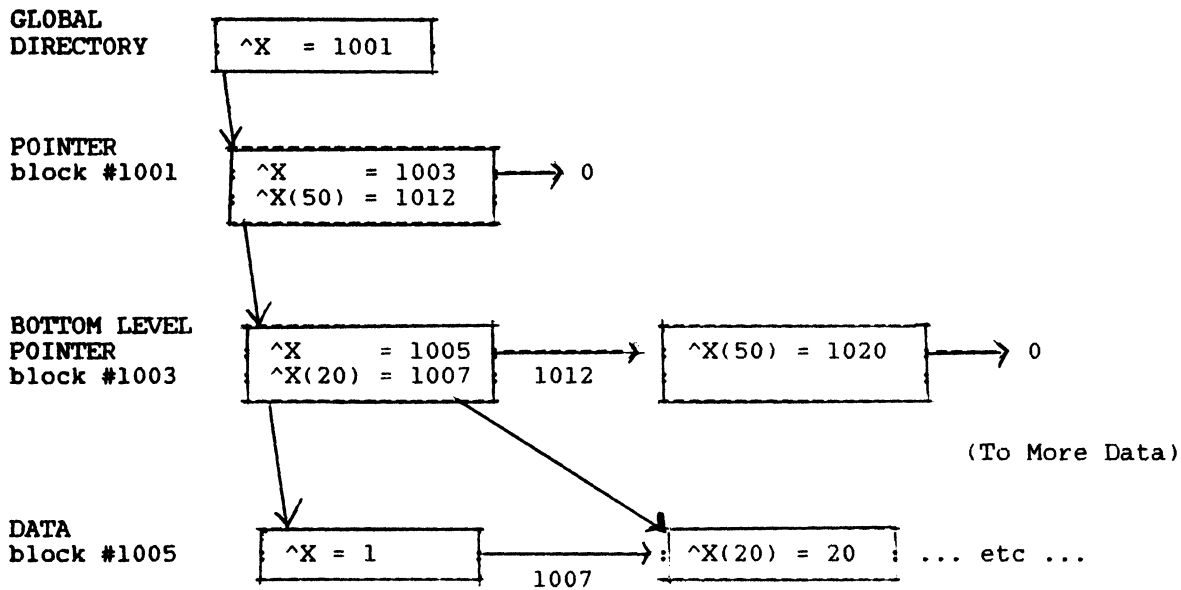 GLOBAL
DIRECTORY
^X = 1001
POINTER
block #1001
^X = 1003
^X(50) = 1012
0
BOTTOM LEVEL
POINTER
block #1003
^X = 1005
^X(20) = 1007
1012
^X(50) = 1020
0
(To More Data)
DATA
block #1005
^X = 1
1007
^X(20) = 20
... etc ...